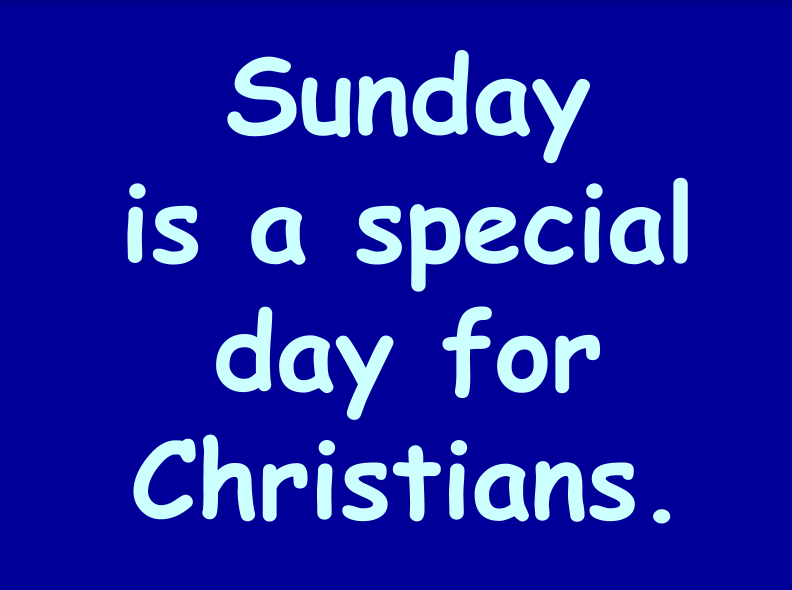 Sunday
is a special
day for
Christians.